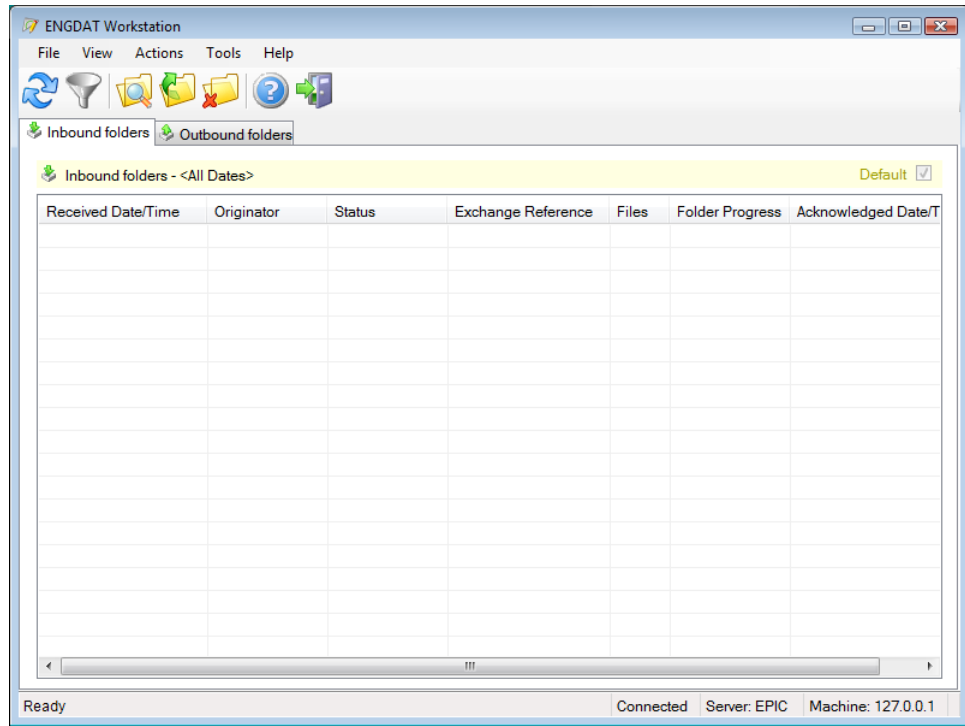 ENGDAT Workstation
File View Actions Tools Help
Inbound folders Outbound folders
Inbound folders - <All Dates> Default
Received Date/Time Originator Status Exchange Reference Files Folder Progress Acknowledged Date/T
Ready Connected Server: EPIC Machine: 127.0.0.1